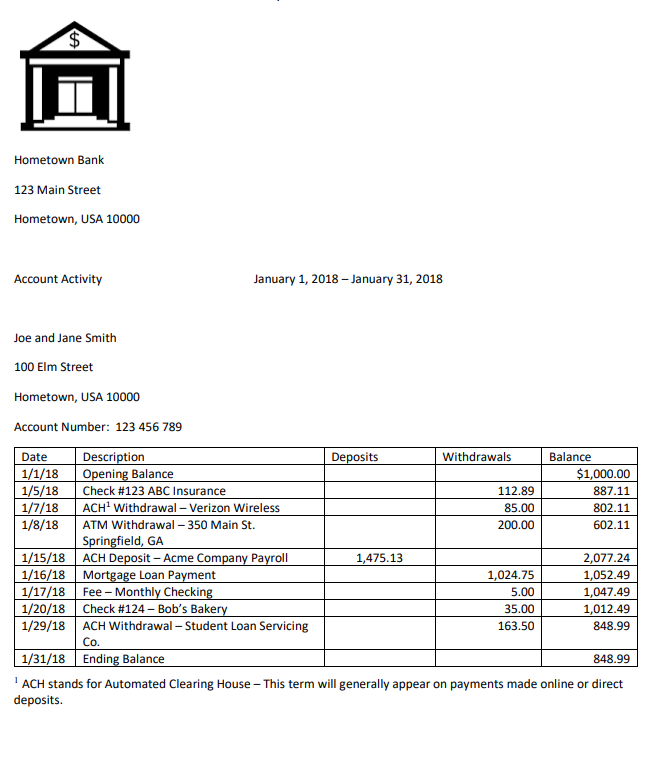 $
Hometown Bank
123 Main Street
Hometown, USA 10000
Account Activity January 1, 2018 – January 31, 2018
Joe and Jane Smith
100 Elm Street
Hometown, USA 10000
Account Number: 123 456 789
Date Description Deposits Withdrawals Balance
1/1/18 Opening Balance $1,000.00
1/5/18 Check #123 ABC Insurance 112.89 887.11
1/7/18 ACH¹ Withdrawal – Verizon Wireless 85.00 802.11
1/8/18 ATM Withdrawal – 350 Main St. 200.00 602.11
Springfield, GA
1/15/18 ACH Deposit – Acme Company Payroll 1,475.13 2,077.24
1/16/18 Mortgage Loan Payment 1,024.75 1,052.49
1/17/18 Fee – Monthly Checking 5.00 1,047.49
1/20/18 Check #124 – Bob’s Bakery 35.00 1,012.49
1/29/18 ACH Withdrawal – Student Loan Servicing 163.50 848.99
Co.
1/31/18 Ending Balance 848.99
¹ ACH stands for Automated Clearing House – This term will generally appear on payments made online or direct
deposits.